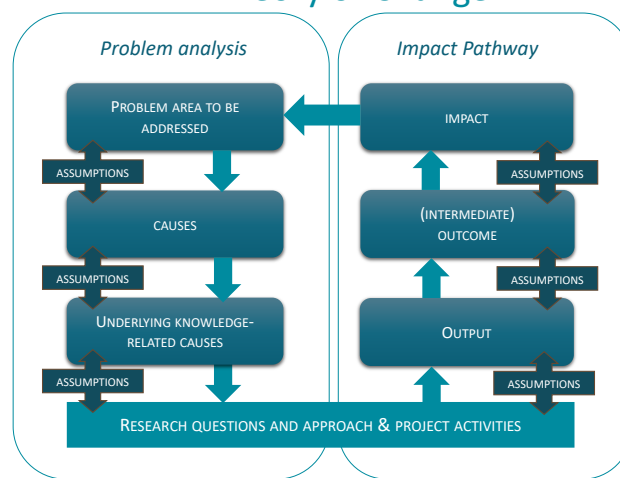 Problem analysis
Impact Pathway
PROBLEM AREA TO BE
ADDRESSED
IMPACT
ASSUMPTIONS
ASSUMPTIONS
CAUSES
(INTERMEDIATE)
OUTCOME
ASSUMPTIONS
ASSUMPTIONS
UNDERLYING KNOWLEDGE-
RELATED CAUSES
OUTPUT
ASSUMPTIONS
ASSUMPTIONS
RESEARCH QUESTIONS AND APPROACH & PROJECT ACTIVITIES